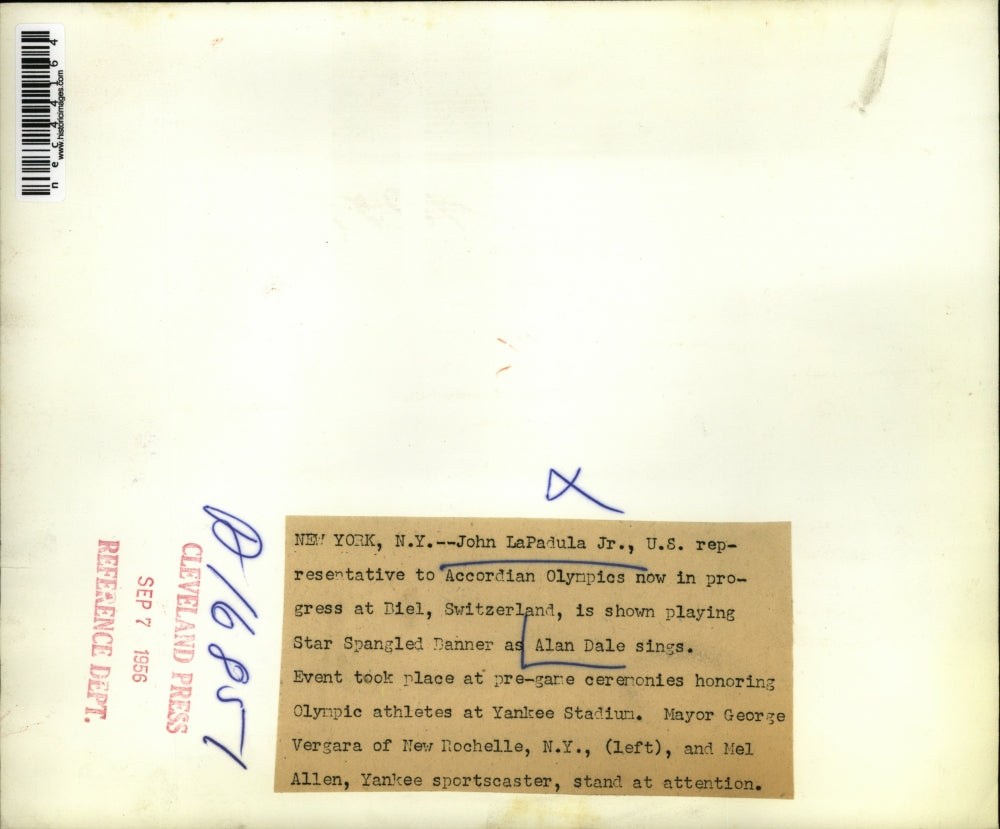 nec44164
www.historicimages.com
X
D16857
CLEVELAND PRESS
SEP 7 1956
REFERENCE DEPT.
NEW YORK, N.Y.--John LaPadula Jr., U.S. rep-
resentative to Accordian Olympics now in pro-
gress at Biel, Switzerland, is shown playing
Star Spangled Banner as Alan Dale sings.
Event took place at pre-game ceremonies honoring
Olympic athletes at Yankee Stadium. Mayor George
Vergara of New Rochelle, N.Y., (left), and Mel
Allen, Yankee sportscaster, stand at attention.